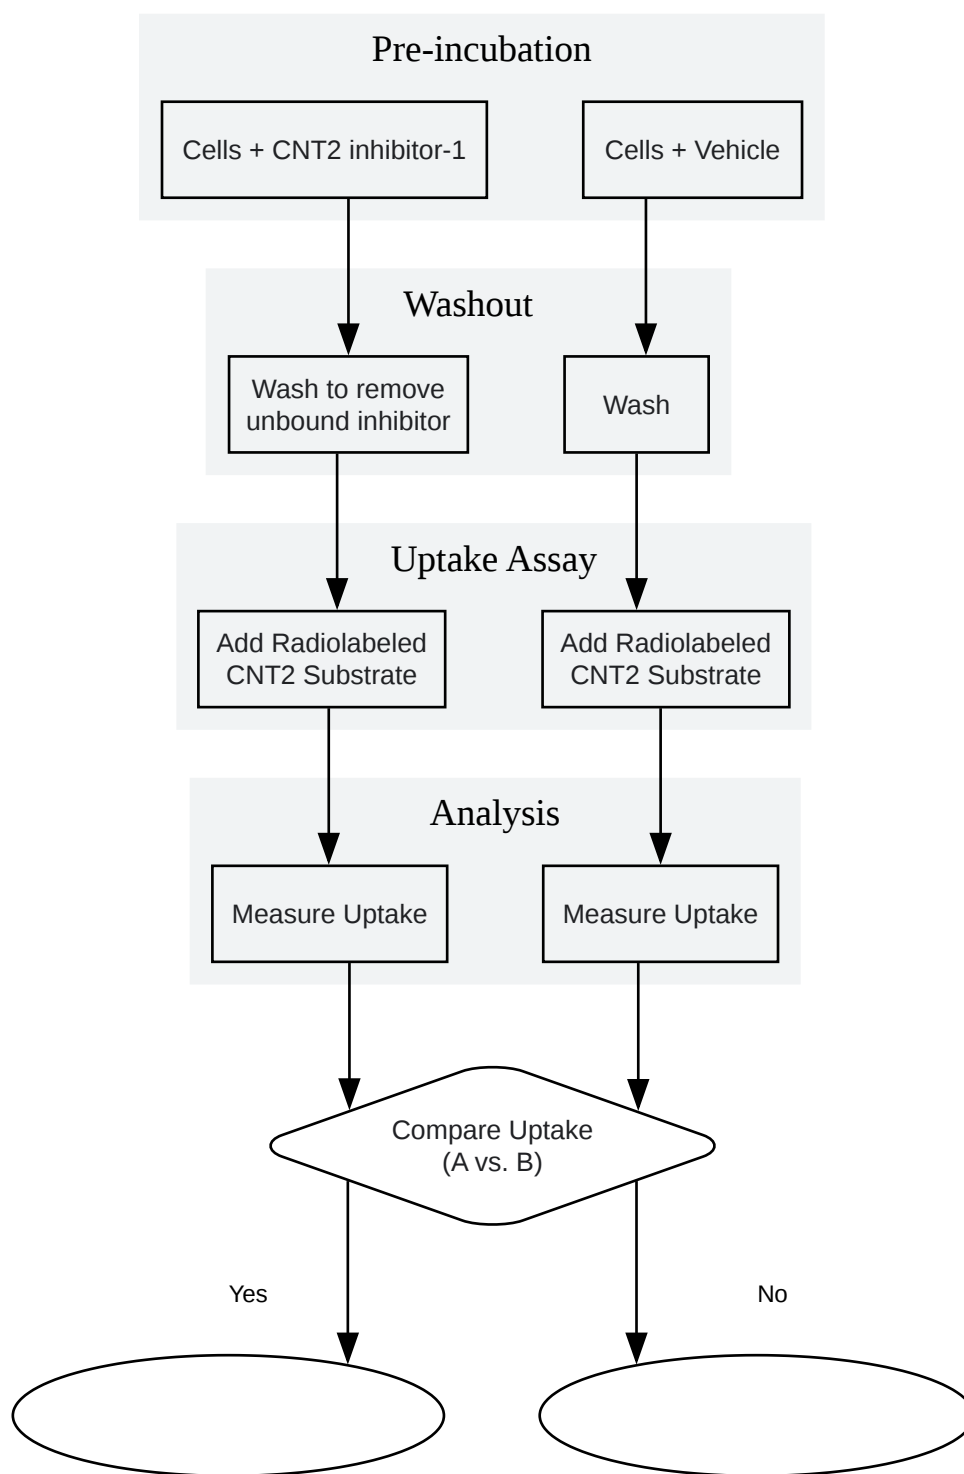 Pre-incubation
Cells + CNT2 inhibitor-1
Cells + Vehicle
Washout
Wash to remove
unbound inhibitor
Wash
Uptake Assay
Add Radiolabeled
CNT2 Substrate
Add Radiolabeled
CNT2 Substrate
Analysis
Measure Uptake
Measure Uptake
Compare Uptake
(A vs. B)
Yes
No